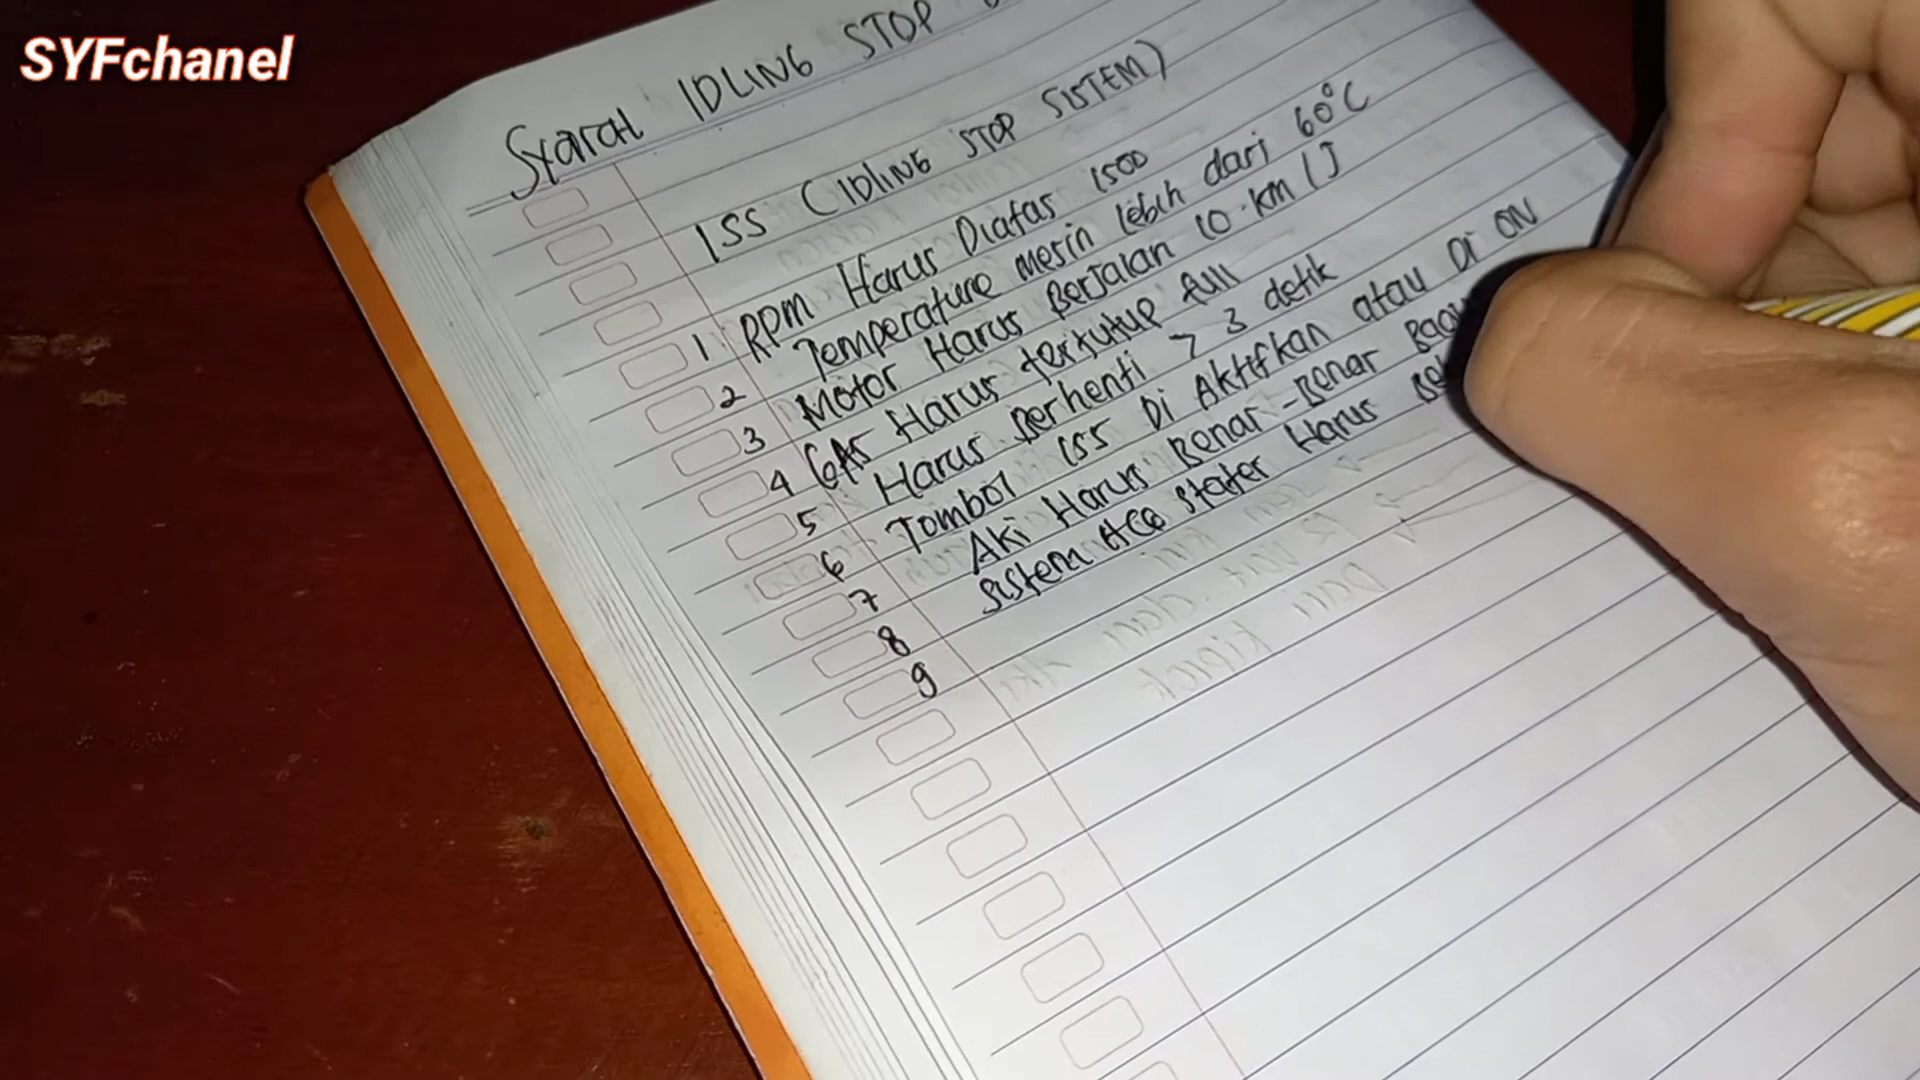 SYFchanel
Syarat IDLING STOP
ISS (IDLING STOP SISTEM)
1 RPM Harus Diatas 1500
2 Temperature mesin lebih dari 60°C
3 Motor Harus Berjalan 10 KM / J
4 GAS Harus tertutup full
5 Harus Berhenti > 3 detik
6 Tombol ISS Di Aktifkan atau Di ON
7 Aki Harus Benar-Benar
8 Sistem ACG Stater Harus
9